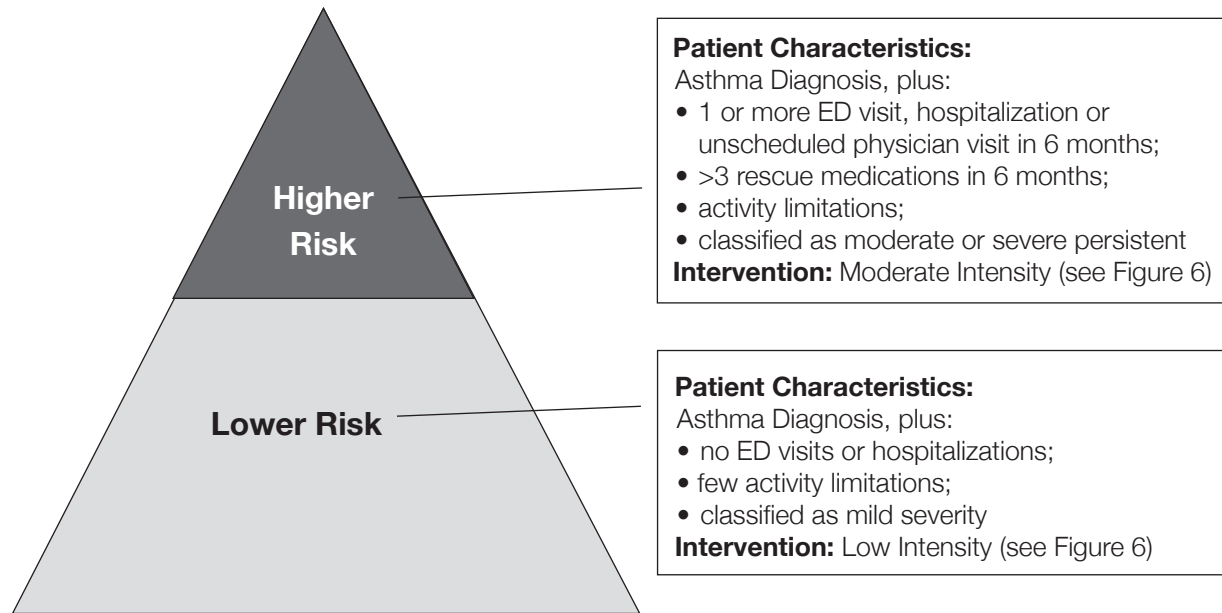 Higher
Risk
Patient Characteristics:
Asthma Diagnosis, plus:
• 1 or more ED visit, hospitalization or
unscheduled physician visit in 6 months;
• >3 rescue medications in 6 months;
• activity limitations;
• classified as moderate or severe persistent
Intervention: Moderate Intensity (see Figure 6)
Lower Risk
Patient Characteristics:
Asthma Diagnosis, plus:
• no ED visits or hospitalizations;
• few activity limitations;
• classified as mild severity
Intervention: Low Intensity (see Figure 6)